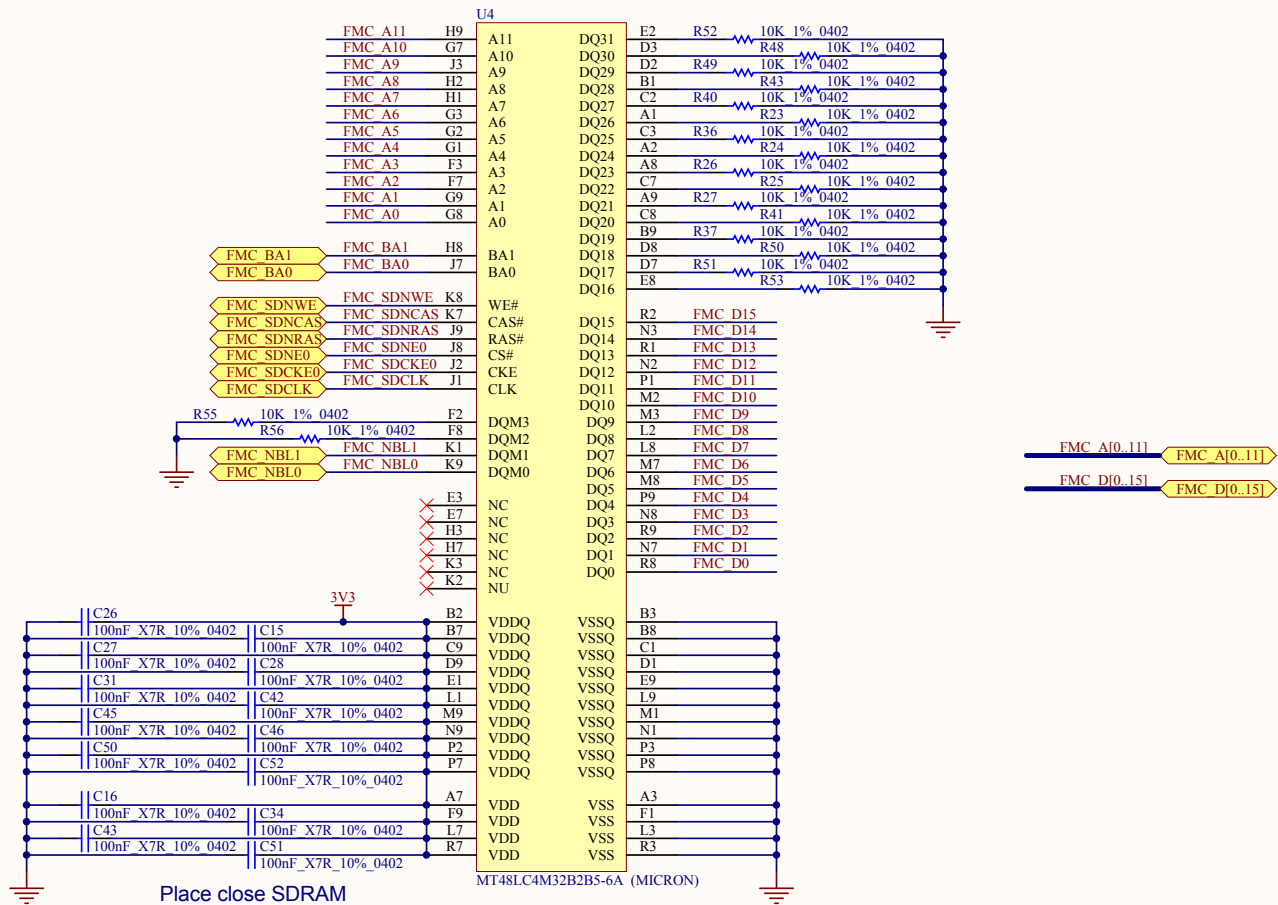 U4
FMC_A11 H9 A11 DQ31 E2 R52 10K_1%_0402
FMC_A10 G7 A10 DQ30 D3 R48 10K_1%_0402
FMC_A9 J3 A9 DQ29 D2 R49 10K_1%_0402
FMC_A8 H2 A8 DQ28 B1 R43 10K_1%_0402
FMC_A7 H1 A7 DQ27 C2 R40 10K_1%_0402
FMC_A6 G3 A6 DQ26 A1 R23 10K_1%_0402
FMC_A5 G2 A5 DQ25 C3 R36 10K_1%_0402
FMC_A4 G1 A4 DQ24 A2 R24 10K_1%_0402
FMC_A3 F3 A3 DQ23 A8 R26 10K_1%_0402
FMC_A2 F7 A2 DQ22 C7 R25 10K_1%_0402
FMC_A1 G9 A1 DQ21 A9 R27 10K_1%_0402
FMC_A0 G8 A0 DQ20 C8 R41 10K_1%_0402
DQ19 B9 R37 10K_1%_0402
FMC_BA1 FMC_BA1 H8 BA1 DQ18 D8 R50 10K_1%_0402
FMC_BA0 FMC_BA0 J7 BA0 DQ17 D7 R51 10K_1%_0402
DQ16 E8 R53 10K_1%_0402
FMC_SDNWE FMC_SDNWE K8 WE#
FMC_SDNCAS FMC_SDNCAS K7 CAS# DQ15 R2 FMC_D15
FMC_SDNRAS FMC_SDNRAS J9 RAS# DQ14 N3 FMC_D14
FMC_SDNE0 FMC_SDNE0 J8 CS# DQ13 R1 FMC_D13
FMC_SDCKE0 FMC_SDCKE0 J2 CKE DQ12 N2 FMC_D12
FMC_SDCLK FMC_SDCLK J1 CLK DQ11 P1 FMC_D11
DQ10 M2 FMC_D10
R55 10K_1%_0402 F2 DQM3 DQ9 M3 FMC_D9
R56 10K_1%_0402 F8 DQM2 DQ8 L2 FMC_D8
FMC_NBL1 FMC_NBL1 K1 DQM1 DQ7 L8 FMC_D7 FMC_A[0..11] FMC_A[0..11]
FMC_NBL0 FMC_NBL0 K9 DQM0 DQ6 M7 FMC_D6
DQ5 M8 FMC_D5 FMC_D[0..15] FMC_D[0..15]
E3 NC DQ4 P9 FMC_D4
E7 NC DQ3 N8 FMC_D3
H3 NC DQ2 R9 FMC_D2
H7 NC DQ1 N7 FMC_D1
K3 NC DQ0 R8 FMC_D0
K2 NU
3V3
C26 B2 VDDQ VSSQ B3
100nF_X7R_10%_0402 C15 B7 VDDQ VSSQ B8
C27 100nF_X7R_10%_0402 C9 VDDQ VSSQ C1
100nF_X7R_10%_0402 C28 D9 VDDQ VSSQ D1
C31 100nF_X7R_10%_0402 E1 VDDQ VSSQ E9
100nF_X7R_10%_0402 C42 L1 VDDQ VSSQ L9
C45 100nF_X7R_10%_0402 M9 VDDQ VSSQ M1
100nF_X7R_10%_0402 C46 N9 VDDQ VSSQ N1
C50 100nF_X7R_10%_0402 P2 VDDQ VSSQ P3
100nF_X7R_10%_0402 C52 P7 VDDQ VSSQ P8
100nF_X7R_10%_0402
C16 A7 VDD VSS A3
100nF_X7R_10%_0402 C34 F9 VDD VSS F1
C43 100nF_X7R_10%_0402 L7 VDD VSS L3
100nF_X7R_10%_0402 C51 R7 VDD VSS R3
100nF_X7R_10%_0402
MT48LC4M32B2B5-6A (MICRON)
Place close SDRAM